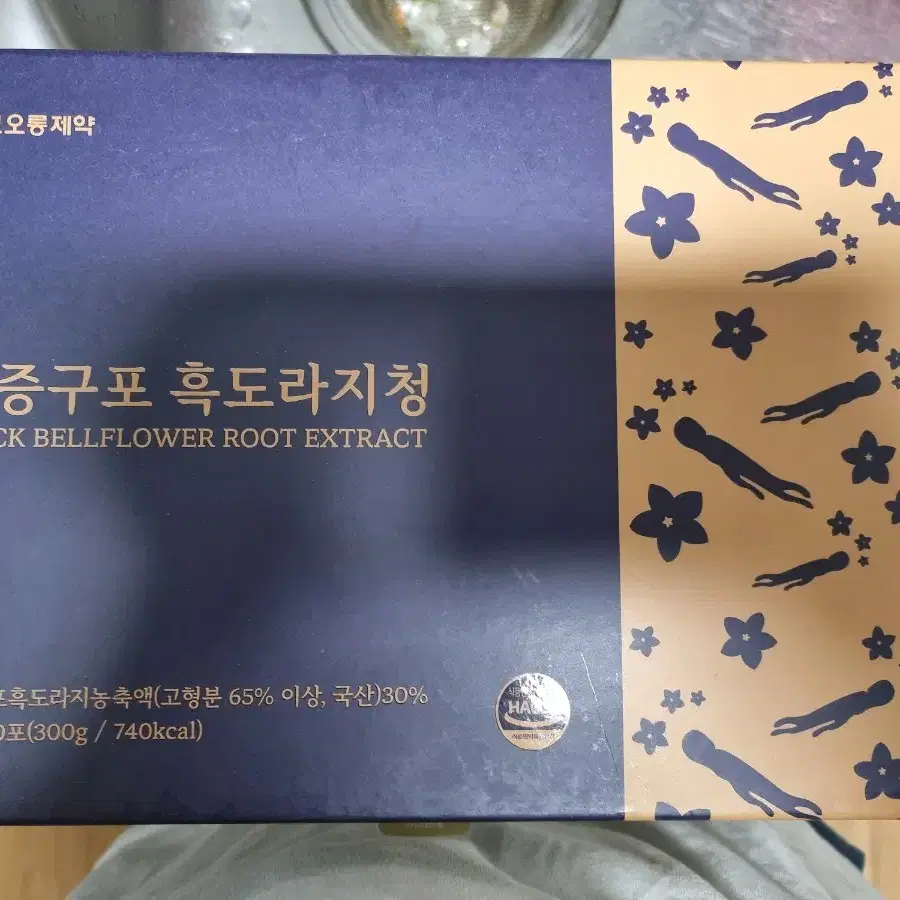 오롱제약
증구포 흑도라지청
CK BELLFLOWER ROOT EXTRACT
포흑도라지농축액(고형분 65% 이상, 국산)30%
0포(300g / 740kcal)